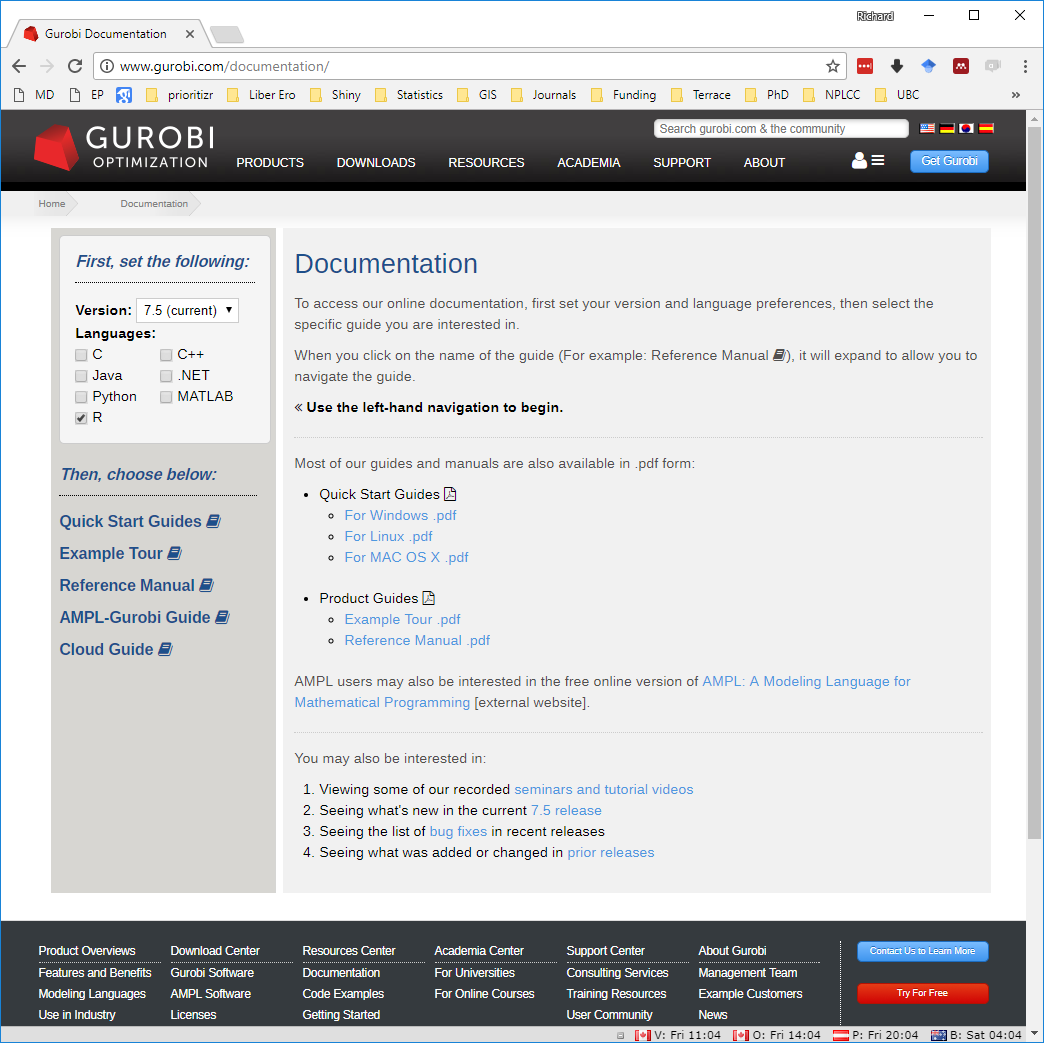 Richard
Gurobi Documentation
www.gurobi.com/documentation/
MD EP prioritizr Liber Ero Shiny Statistics GIS Journals Funding Terrace PhD NPLCC UBC »
GUROBI
OPTIMIZATION
Search gurobi.com & the community
PRODUCTS DOWNLOADS RESOURCES ACADEMIA SUPPORT ABOUT
Get Gurobi
Home Documentation
First, set the following:
Version: 7.5 (current)
Languages:
C C++
Java .NET
Python MATLAB
R
Then, choose below:
Quick Start Guides
Example Tour
Reference Manual
AMPL-Gurobi Guide
Cloud Guide
Documentation
To access our online documentation, first set your version and language preferences, then select the
specific guide you are interested in.
When you click on the name of the guide (For example: Reference Manual ), it will expand to allow you to
navigate the guide.
« Use the left-hand navigation to begin.
Most of our guides and manuals are also available in .pdf form:
• Quick Start Guides
For Windows .pdf
For Linux .pdf
For MAC OS X .pdf
• Product Guides
Example Tour .pdf
Reference Manual .pdf
AMPL users may also be interested in the free online version of AMPL: A Modeling Language for
Mathematical Programming [external website].
You may also be interested in:
1. Viewing some of our recorded seminars and tutorial videos
2. Seeing what's new in the current 7.5 release
3. Seeing the list of bug fixes in recent releases
4. Seeing what was added or changed in prior releases
Product Overviews Download Center Resources Center Academia Center Support Center About Gurobi Contact Us to Learn More
Features and Benefits Gurobi Software Documentation For Universities Consulting Services Management Team
Modeling Languages AMPL Software Code Examples For Online Courses Training Resources Example Customers Try For Free
Use in Industry Licenses Getting Started User Community News
V: Fri 11:04 O: Fri 14:04 P: Fri 20:04 B: Sat 04:04